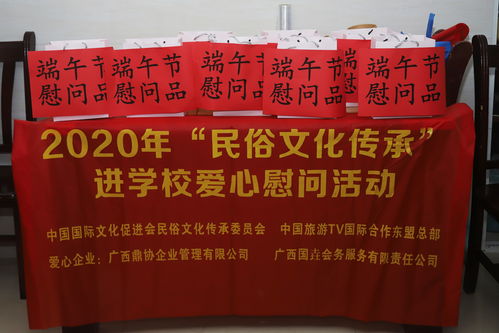 端午节
慰问品
端午节
慰问品
端午节
慰问品
端午节
慰问品
端午节
慰问品
2020年“民俗文化传承”
进学校爱心慰问活动
中国国际文化促进会民俗文化传承委员会 中国旅游TV国际合作东盟总部
爱心企业：广西鼎协企业管理有限公司 广西国垚会务服务有限责任公司